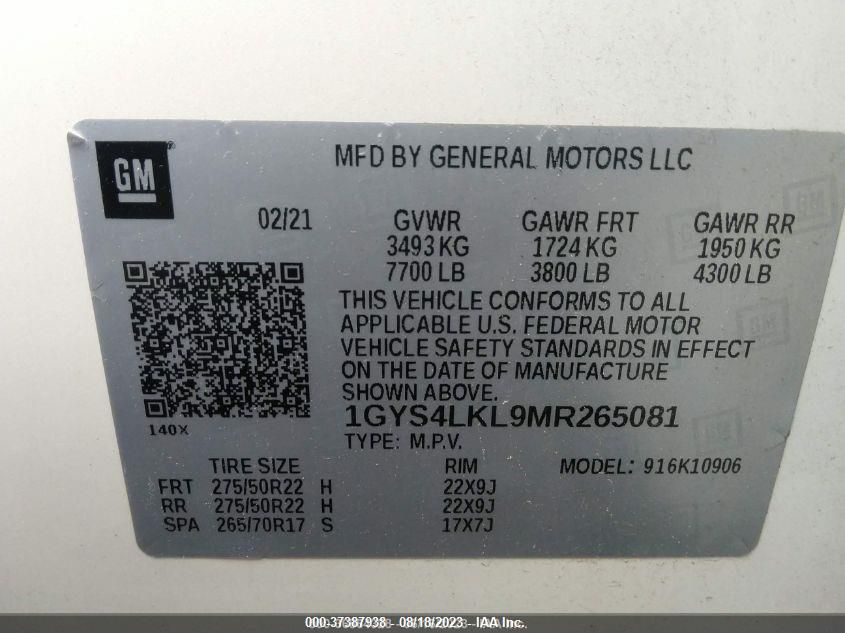 GM
MFD BY GENERAL MOTORS LLC
02/21 GVWR GAWR FRT GAWR RR
3493 KG 1724 KG 1950 KG
7700 LB 3800 LB 4300 LB
THIS VEHICLE CONFORMS TO ALL
APPLICABLE U.S. FEDERAL MOTOR
VEHICLE SAFETY STANDARDS IN EFFECT
ON THE DATE OF MANUFACTURE
SHOWN ABOVE.
1GYS4LKL9MR265081
140X
TYPE: M.P.V.
TIRE SIZE RIM MODEL: 916K10906
FRT 275/50R22 H 22X9J
RR 275/50R22 H 22X9J
SPA 265/70R17 S 17X7J
000-37387938 - 08/18/2023 - IAA Inc.